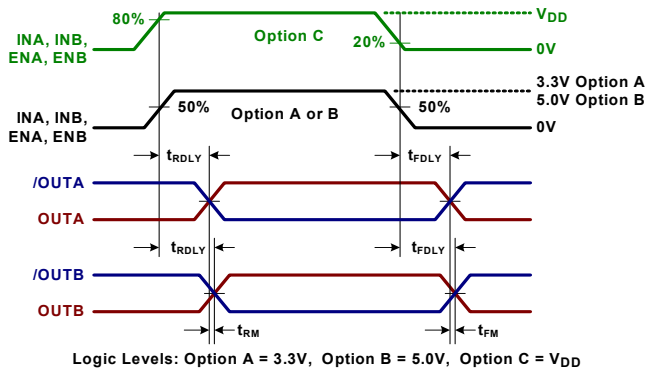 80%
Option C
V_DD
INA, INB,
ENA, ENB
20%
0V
3.3V Option A
5.0V Option B
INA, INB,
ENA, ENB
50%
Option A or B
50%
0V
t_RDLY
t_FDLY
/OUTA
OUTA
t_RDLY
t_FDLY
/OUTB
OUTB
t_RM
t_FM
Logic Levels: Option A = 3.3V, Option B = 5.0V, Option C = V_DD